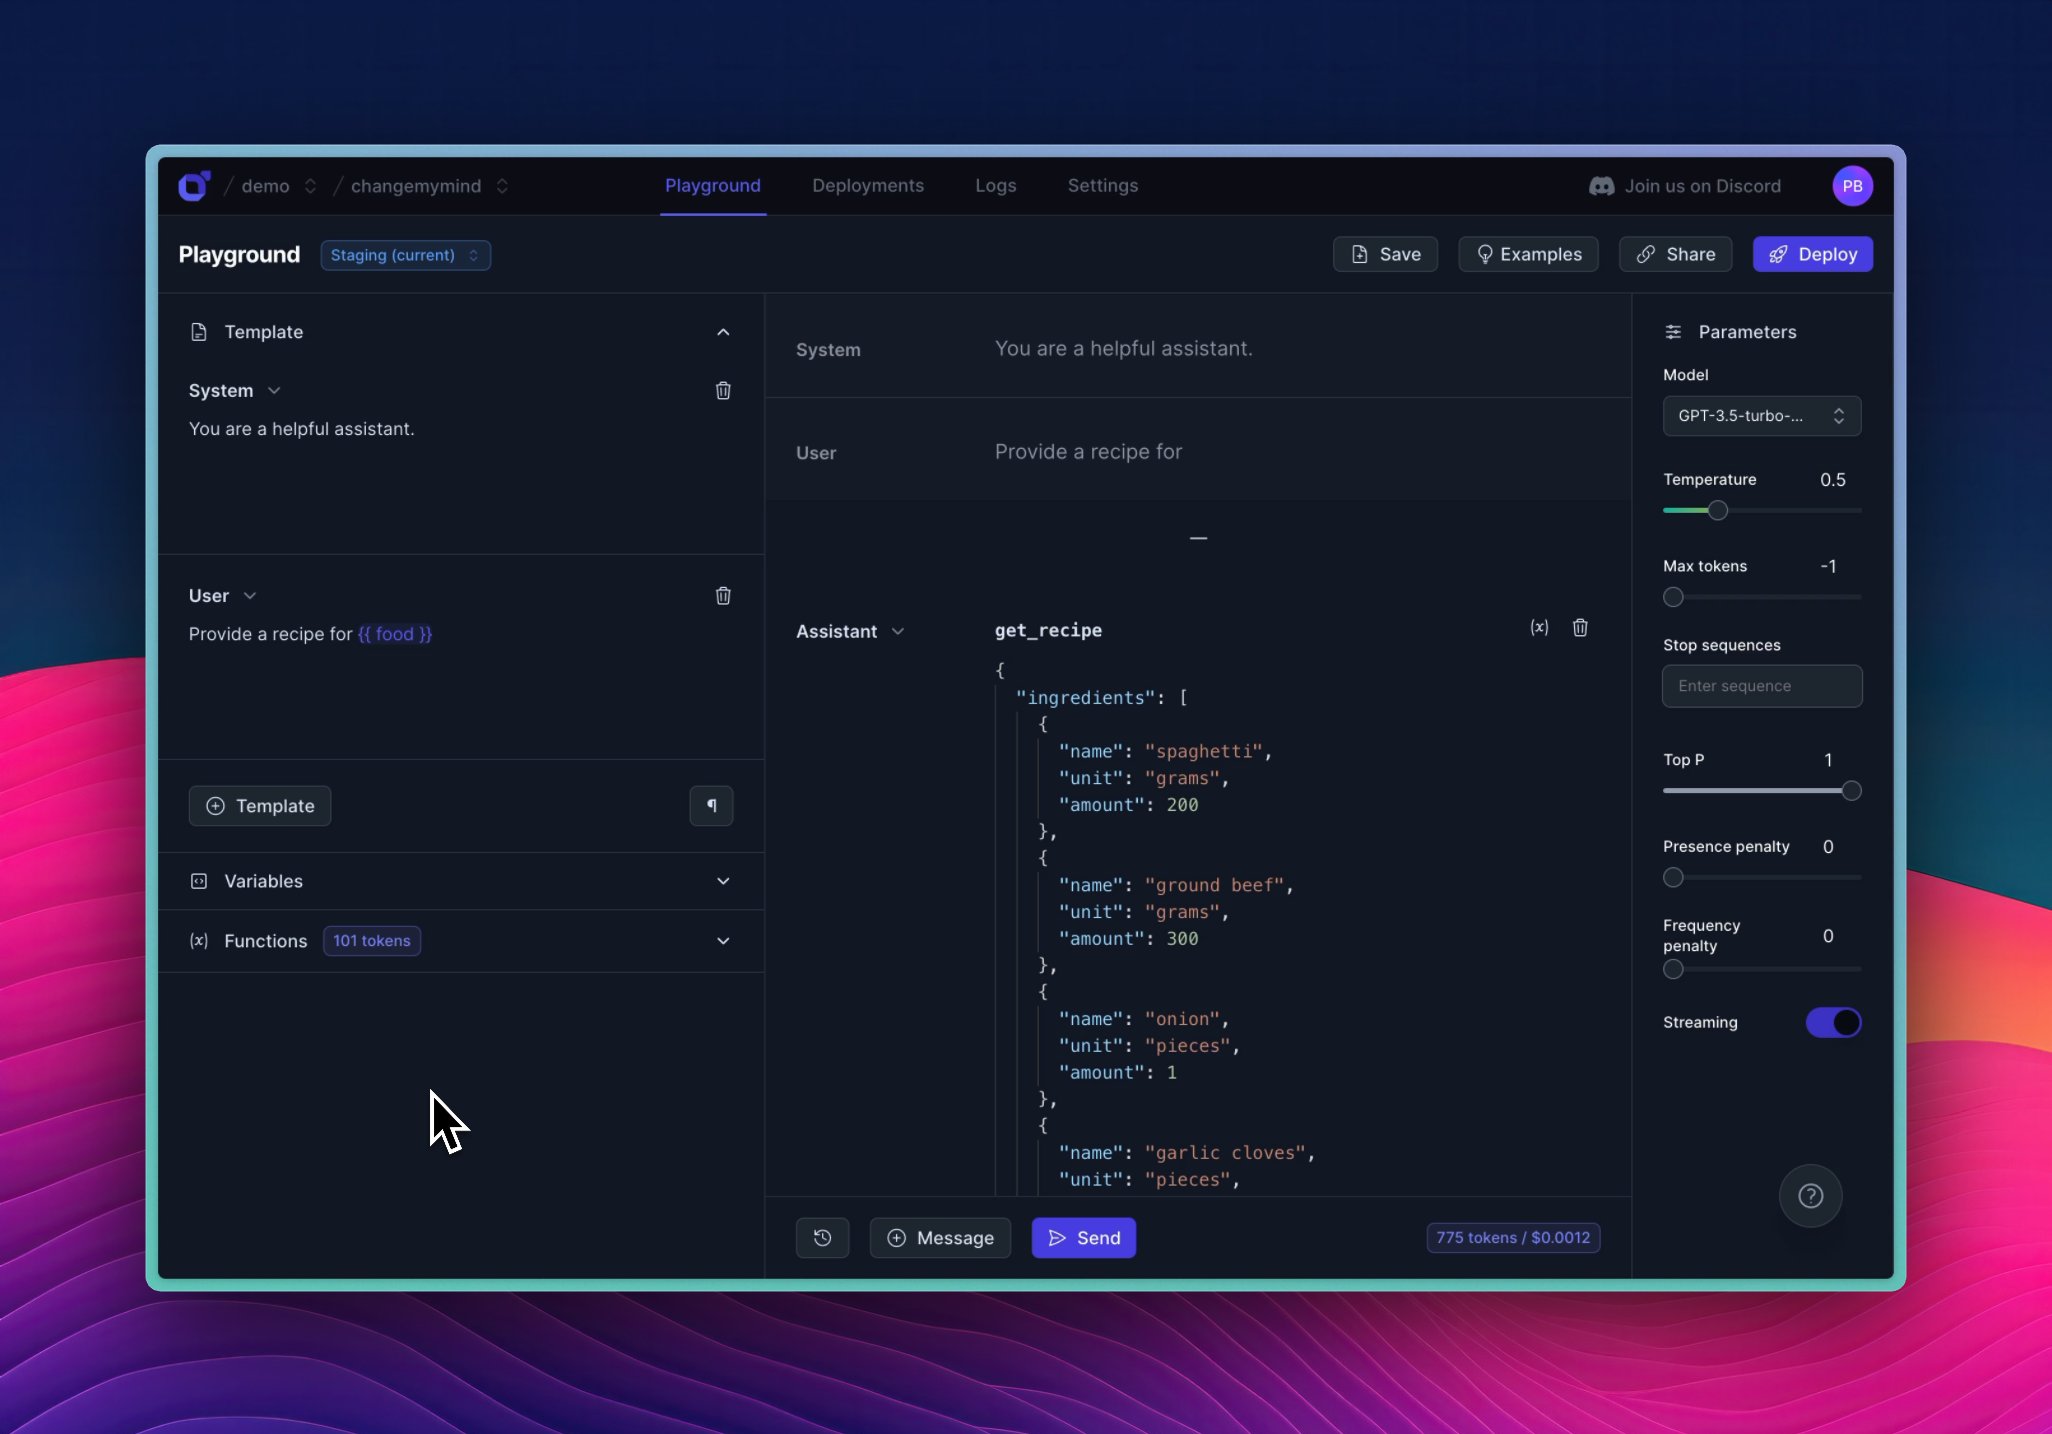 / demo / changemymind
Playground Deployments Logs Settings
Join us on Discord
PB
Playground
Staging (current)
Save
Examples
Share
Deploy
Template
System
You are a helpful assistant.
User
Provide a recipe for {{ food }}
Template
¶
Variables
(x) Functions 101 tokens
System You are a helpful assistant.
User Provide a recipe for
Assistant get_recipe (x)
{
"ingredients": [
{
"name": "spaghetti",
"unit": "grams",
"amount": 200
},
{
"name": "ground beef",
"unit": "grams",
"amount": 300
},
{
"name": "onion",
"unit": "pieces",
"amount": 1
},
{
"name": "garlic cloves",
"unit": "pieces",
Message
Send
775 tokens / $0.0012
Parameters
Model
GPT-3.5-turbo-...
Temperature 0.5
Max tokens -1
Stop sequences
Enter sequence
Top P 1
Presence penalty 0
Frequency
penalty 0
Streaming
?